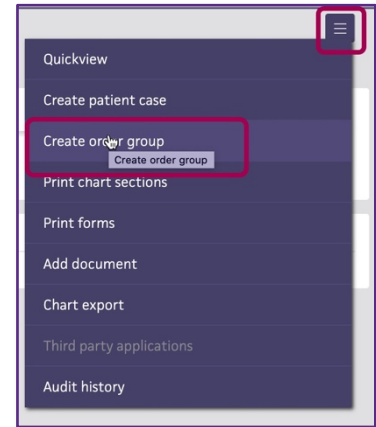 Quickview
Create patient case
Create order group
Create order group
Print chart sections
Print forms
Add document
Chart export
Third party applications
Audit history